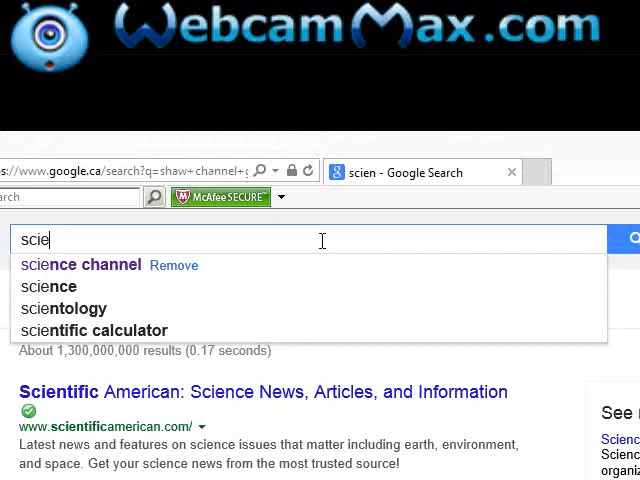 WebcamMax.com
s://www.google.ca/search?q=shaw+channel+g
scien - Google Search
arch
McAfee SECURE™
scie
science channel Remove
science
scientology
scientific calculator
About 1,300,000,000 results (0.17 seconds)
Scientific American: Science News, Articles, and Information
www.scientificamerican.com/
Latest news and features on science issues that matter including earth, environment,
and space. Get your science news from the most trusted source!
See
Scienc
Scienc
organiz